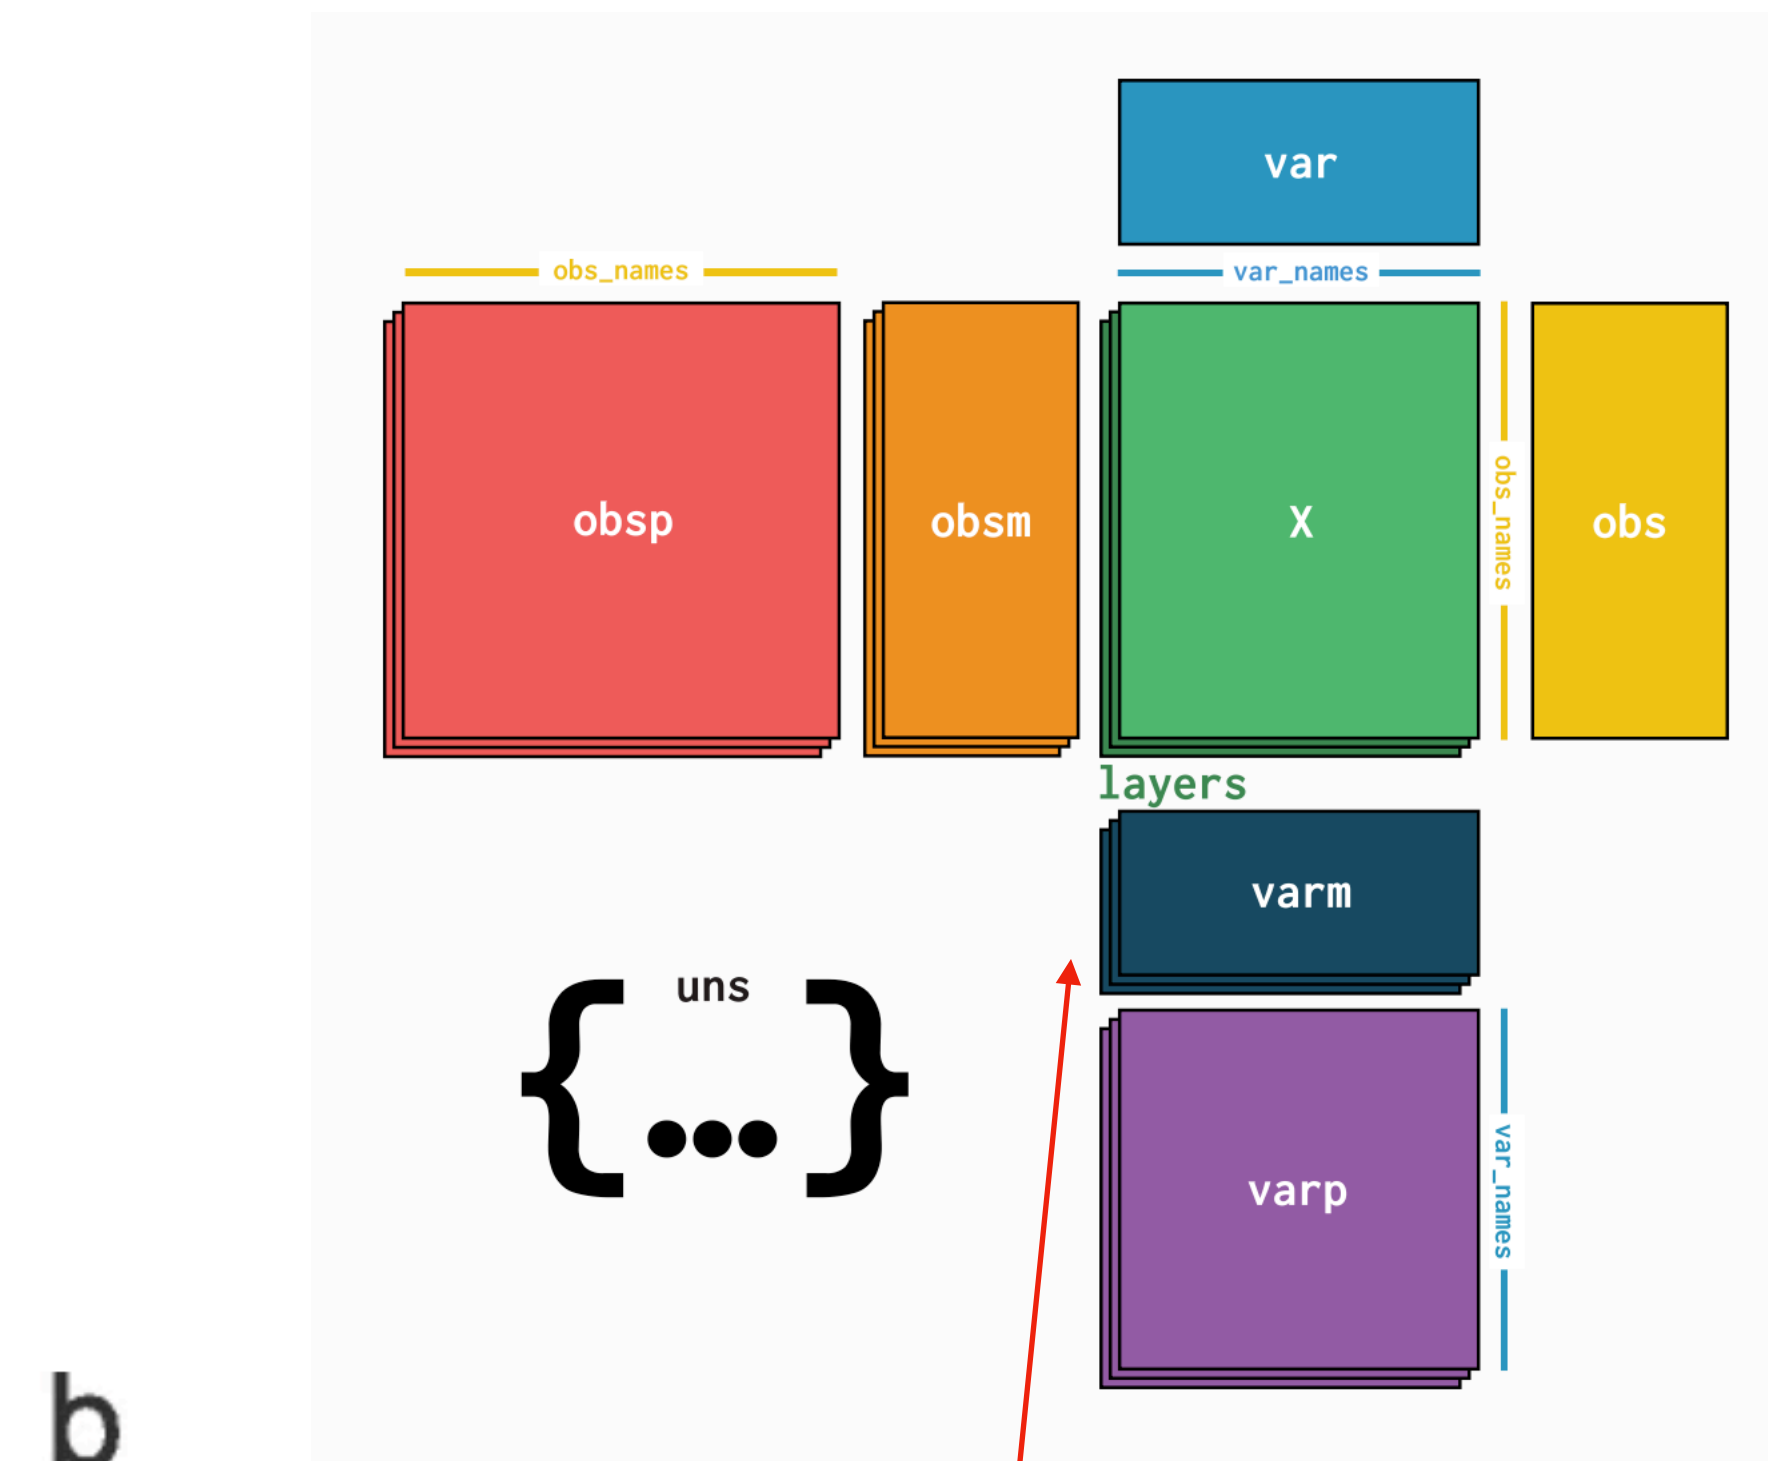 var
obs_names
var_names
obsp
obsm
X
obs_names
obs
layers
varm
uns
{...}
varp
var_names
b